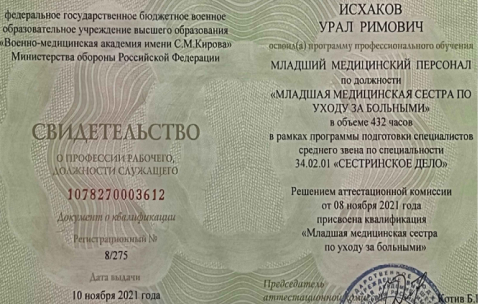 федеральное государственное бюджетное военное
образовательное учреждение высшего образования
«Военно-медицинская академия имени С.М.Кирова»
Министерства обороны Российской Федерации
СВИДЕТЕЛЬСТВО
О ПРОФЕССИИ РАБОЧЕГО,
ДОЛЖНОСТИ СЛУЖАЩЕГО
1078270003612
Документ о квалификации
Регистрационный №
8/275
Дата выдачи
10 ноября 2021 года
ИСХАКОВ
УРАЛ РИМОВИЧ
освоил(а) программу профессионального обучения
МЛАДШИЙ МЕДИЦИНСКИЙ ПЕРСОНАЛ
по должности
«МЛАДШАЯ МЕДИЦИНСКАЯ СЕСТРА ПО
УХОДУ ЗА БОЛЬНЫМИ»
в объеме 432 часов
в рамках программы подготовки специалистов
среднего звена по специальности
34.02.01 «СЕСТРИНСКОЕ ДЕЛО»
Решением аттестационной комиссии
от 08 ноября 2021 года
присвоена квалификация
«Младшая медицинская сестра
по уходу за больными»
Председатель
аттестационной
Котив Б.